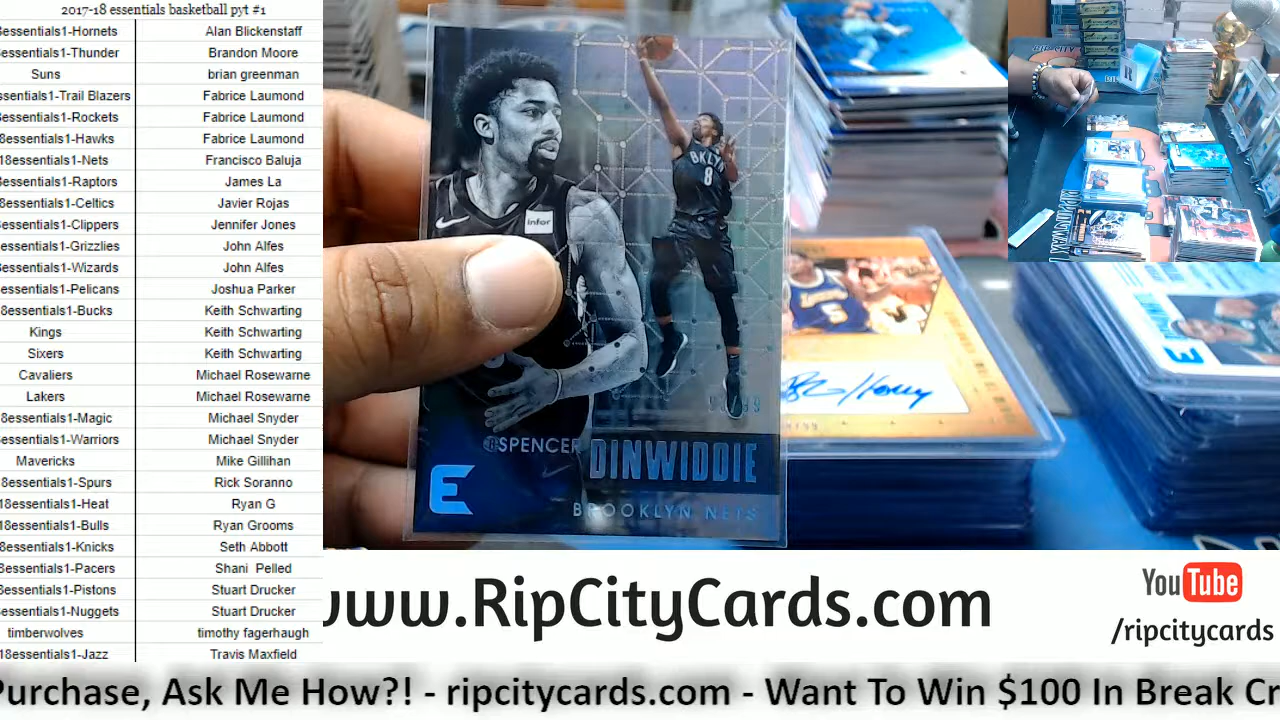 2017-18 essentials basketball pyt #1
8essentials1-Hornets Alan Blickenstaff
8essentials1-Thunder Brandon Moore
Suns brian greenman
ssentials1-Trail Blazers Fabrice Laumond
8essentials1-Rockets Fabrice Laumond
8essentials1-Hawks Fabrice Laumond
18essentials1-Nets Francisco Baluja
8essentials1-Raptors James La
8essentials1-Celtics Javier Rojas
8essentials1-Clippers Jennifer Jones
8essentials1-Grizzlies John Alfes
8essentials1-Wizards John Alfes
essentials1-Pelicans Joshua Parker
8essentials1-Bucks Keith Schwarting
Kings Keith Schwarting
Sixers Keith Schwarting
Cavaliers Michael Rosewarne
Lakers Michael Rosewarne
8essentials1-Magic Michael Snyder
essentials1-Warriors Michael Snyder
Mavericks Mike Gillihan
8essentials1-Spurs Rick Soranno
18essentials1-Heat Ryan G
18essentials1-Bulls Ryan Grooms
8essentials1-Knicks Seth Abbott
8essentials1-Pacers Shani Pelled
8essentials1-Pistons Stuart Drucker
essentials1-Nuggets Stuart Drucker
timberwolves timothy fagerhaugh
18essentials1-Jazz Travis Maxfield
infor
BKLYN
8
SPENCER DINWIDDIE
E
BROOKLYN NETS
5
www.RipCityCards.com
YouTube
/ripcitycards
Purchase, Ask Me How?! - ripcitycards.com - Want To Win $100 In Break Cr